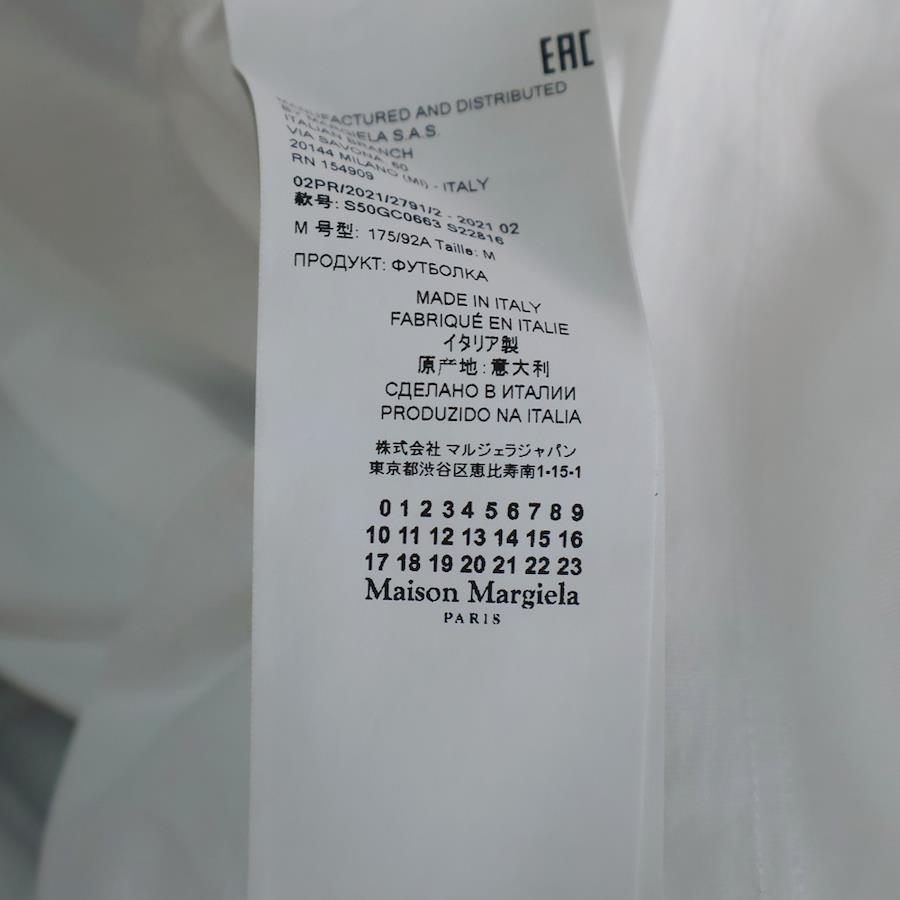 EAC
MANUFACTURED AND DISTRIBUTED
BY MARGIELA S.A.S.
ITALIAN BRANCH
VIA SAVONA, 60
20144 MILANO (MI) - ITALY
RN 154909
02PR/2021/2791/2 - 2021 02
款号: S50GC0663 S22816
M 号型: 175/92A Taille: M
ПРОДУКТ: ФУТБОЛКА
MADE IN ITALY
FABRIQUÉ EN ITALIE
イタリア製
原产地:意大利
СДЕЛАНО В ИТАЛИИ
PRODUZIDO NA ITALIA
株式会社 マルジェラジャパン
東京都渋谷区恵比寿南1-15-1
0 1 2 3 4 5 6 7 8 9
10 11 12 13 14 15 16
17 18 19 20 21 22 23
Maison Margiela
PARIS